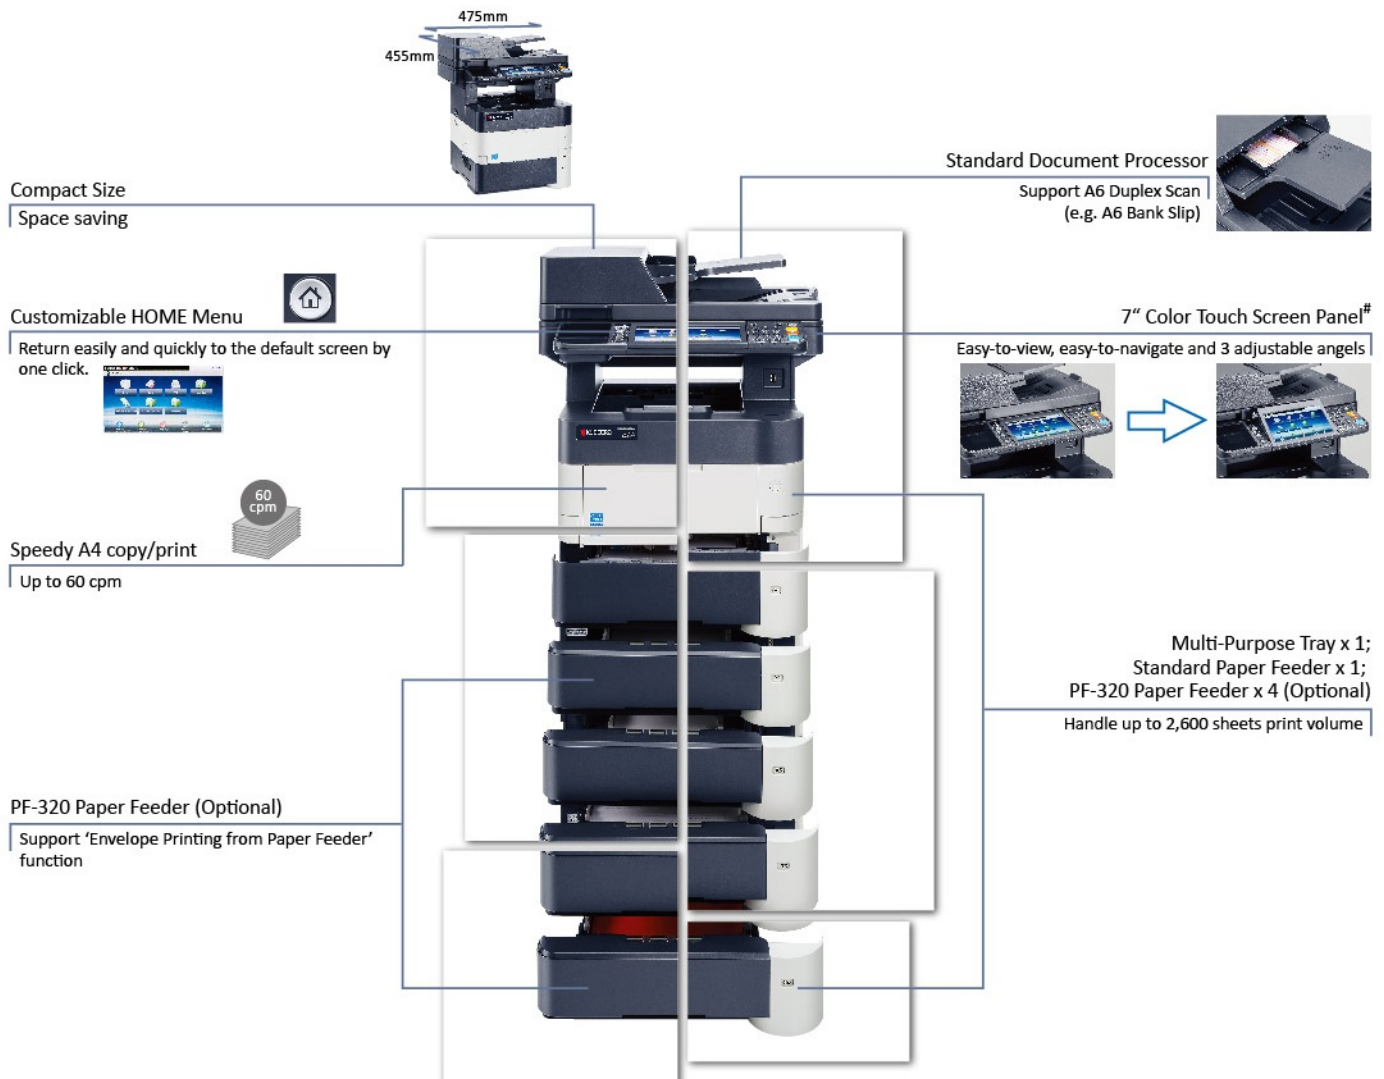 475mm
455mm
Compact Size
Space saving
Standard Document Processor
Support A6 Duplex Scan
(e.g. A6 Bank Slip)
Customizable HOME Menu
Return easily and quickly to the default screen by
one click.
7“ Color Touch Screen Panel#
Easy-to-view, easy-to-navigate and 3 adjustable angels
KYOCERA
60
cpm
Speedy A4 copy/print
Up to 60 cpm
Multi-Purpose Tray x 1;
Standard Paper Feeder x 1;
PF-320 Paper Feeder x 4 (Optional)
Handle up to 2,600 sheets print volume
PF-320 Paper Feeder (Optional)
Support ‘Envelope Printing from Paper Feeder’
function